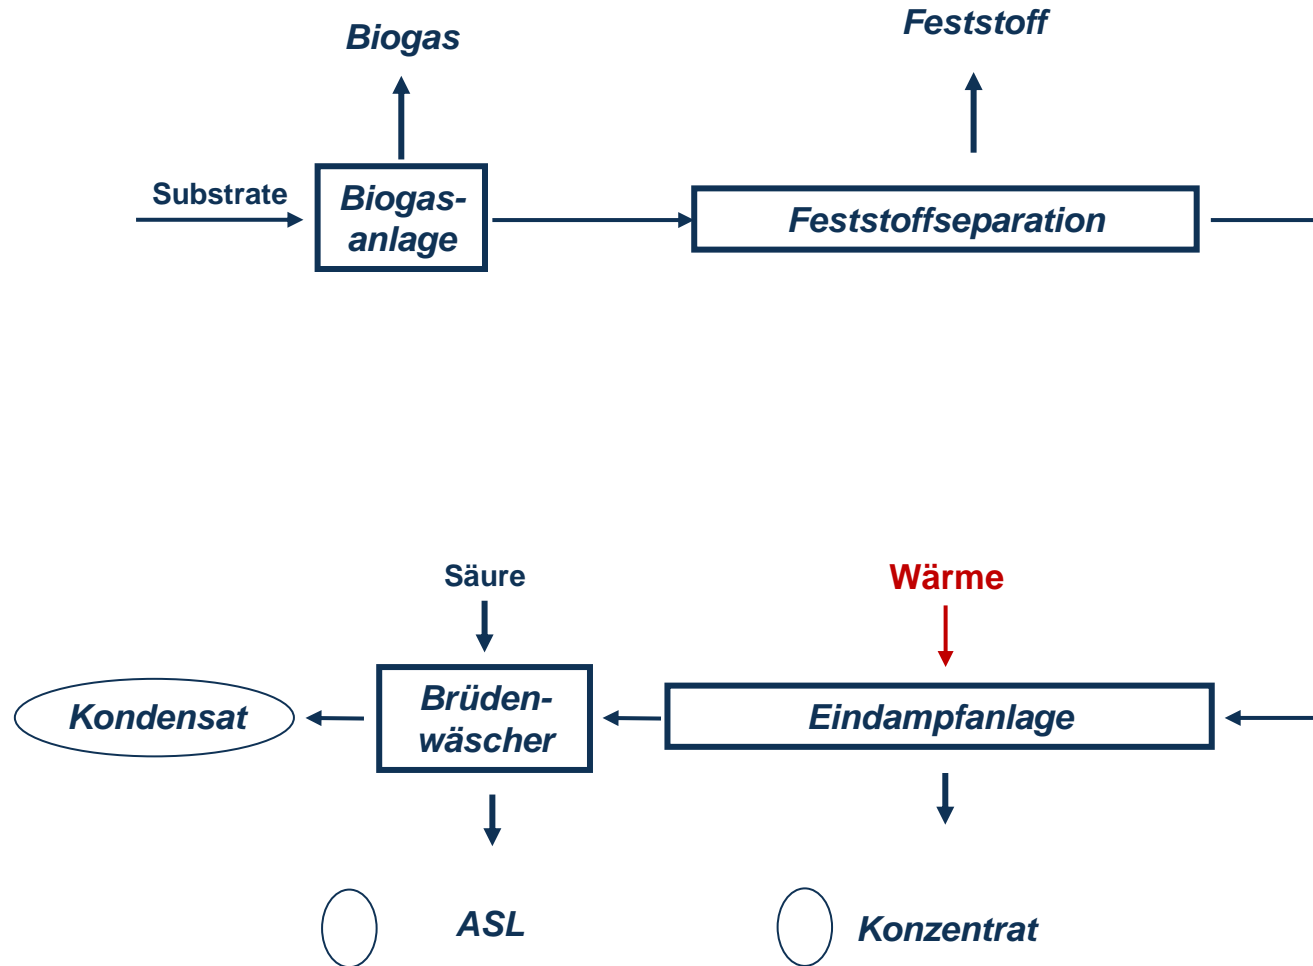 Biogas
Feststoff
Substrate
Biogas-
anlage
Feststoffseparation
Säure
Wärme
Kondensat
Brüden-
wäscher
Eindampfanlage
ASL
Konzentrat